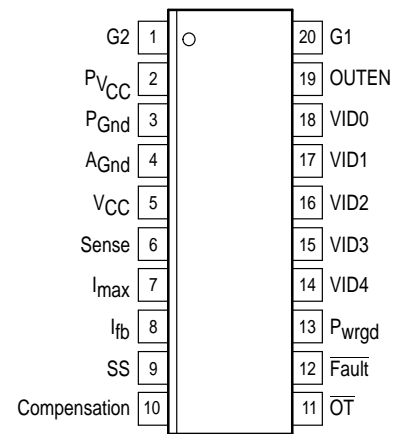 G2 1 20 G1
PVCC 2 19 OUTEN
PGnd 3 18 VID0
AGnd 4 17 VID1
VCC 5 16 VID2
Sense 6 15 VID3
Imax 7 14 VID4
Ifb 8 13 Pwrgd
SS 9 12 Fault
Compensation 10 11 OT